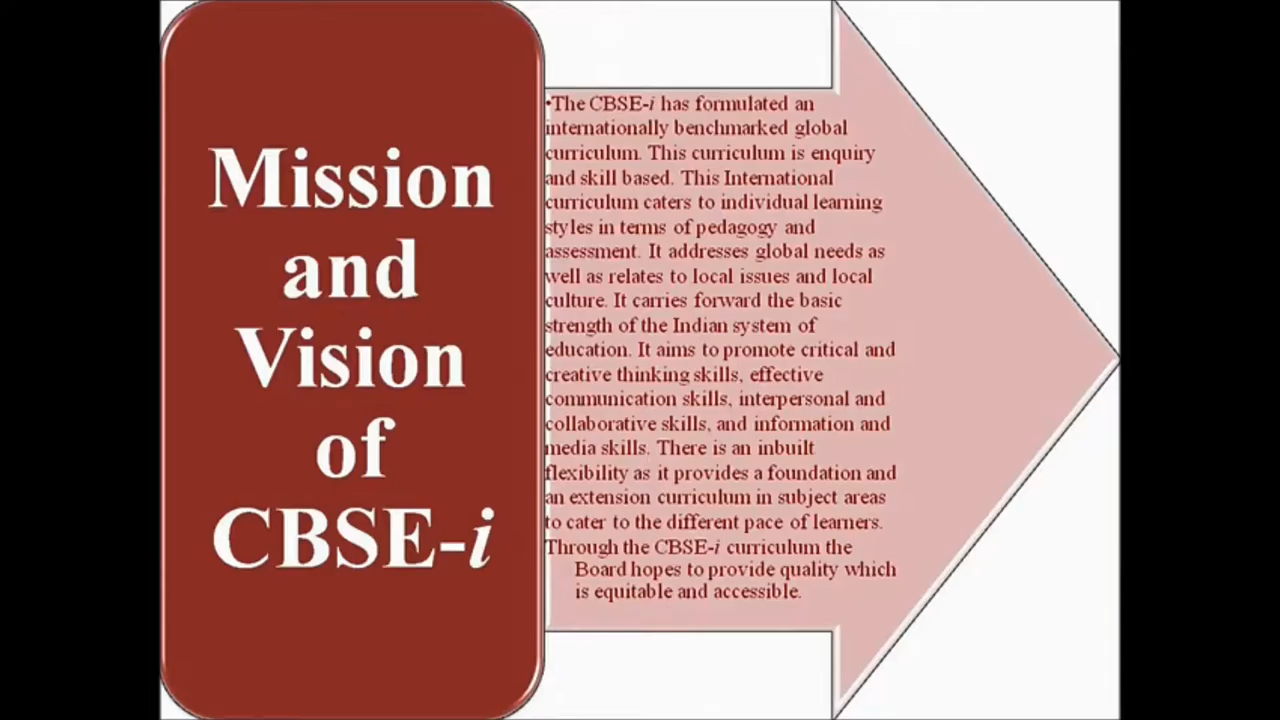 Mission
and
Vision
of
CBSE-i
•The CBSE-i has formulated an
internationally benchmarked global
curriculum. This curriculum is enquiry
and skill based. This International
curriculum caters to individual learning
styles in terms of pedagogy and
assessment. It addresses global needs as
well as relates to local issues and local
culture. It carries forward the basic
strength of the Indian system of
education. It aims to promote critical and
creative thinking skills, effective
communication skills, interpersonal and
collaborative skills, and information and
media skills. There is an inbuilt
flexibility as it provides a foundation and
an extension curriculum in subject areas
to cater to the different pace of learners.
Through the CBSE-i curriculum the
Board hopes to provide quality which
is equitable and accessible.